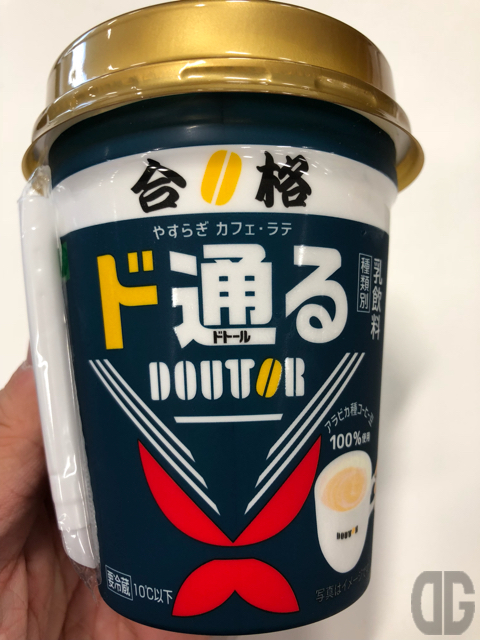 合格
やすらぎ カフェ・ラテ
ド通る
ドトール
DOUTOR
種類別
乳飲料
アラビカ種コーヒー豆
100%使用
DOUTOR
要冷蔵 10℃以下
写真はイメージ
DG